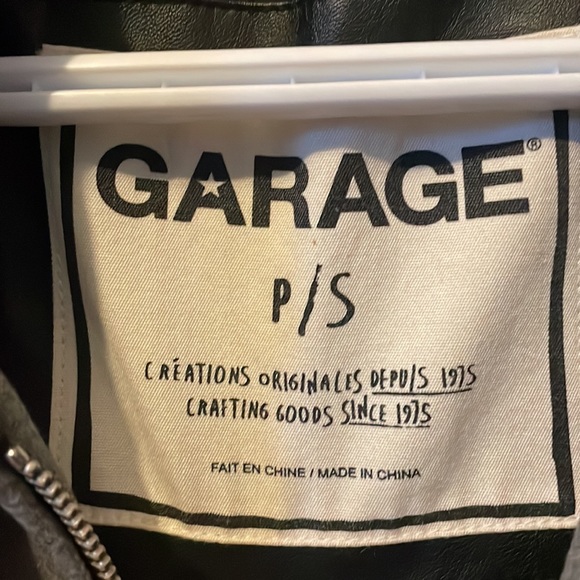 GARAGE®
P/S
CRÉATIONS ORIGINALES DEPUIS 1975
CRAFTING GOODS SINCE 1975
FAIT EN CHINE / MADE IN CHINA